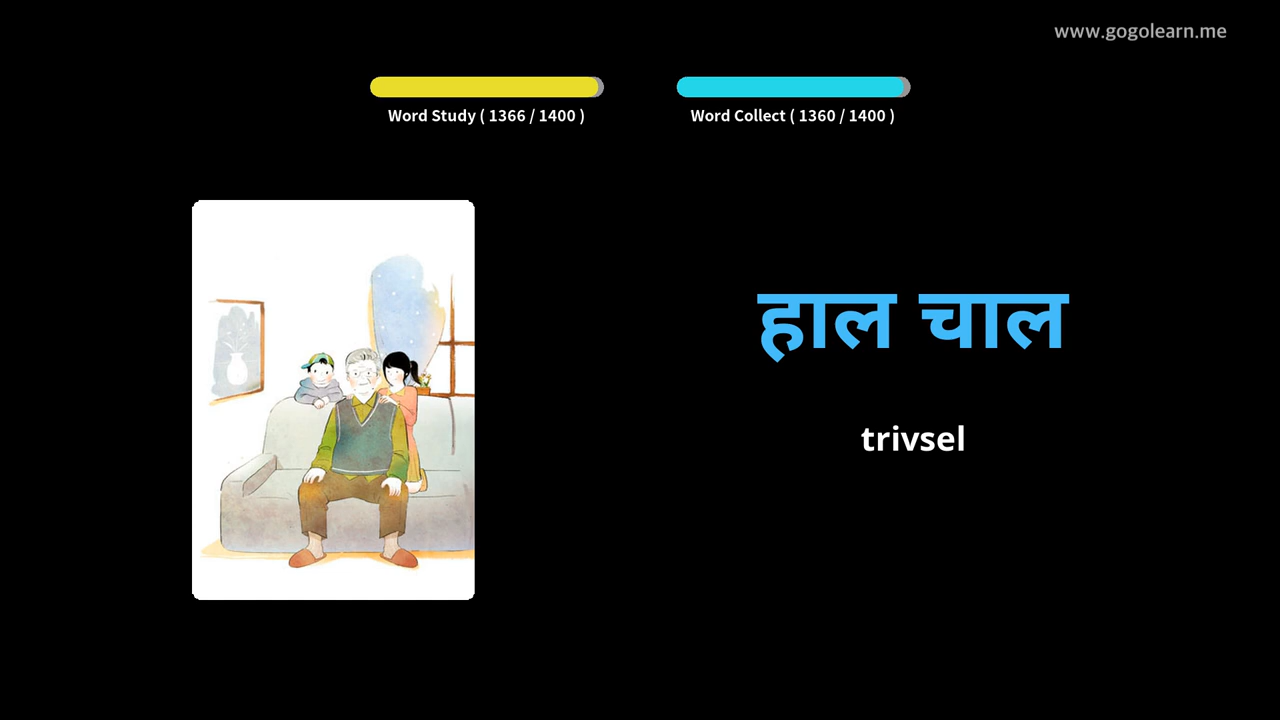 www.gogolearn.me
Word Study ( 1366 / 1400 )
Word Collect ( 1360 / 1400 )
हाल चाल
trivsel